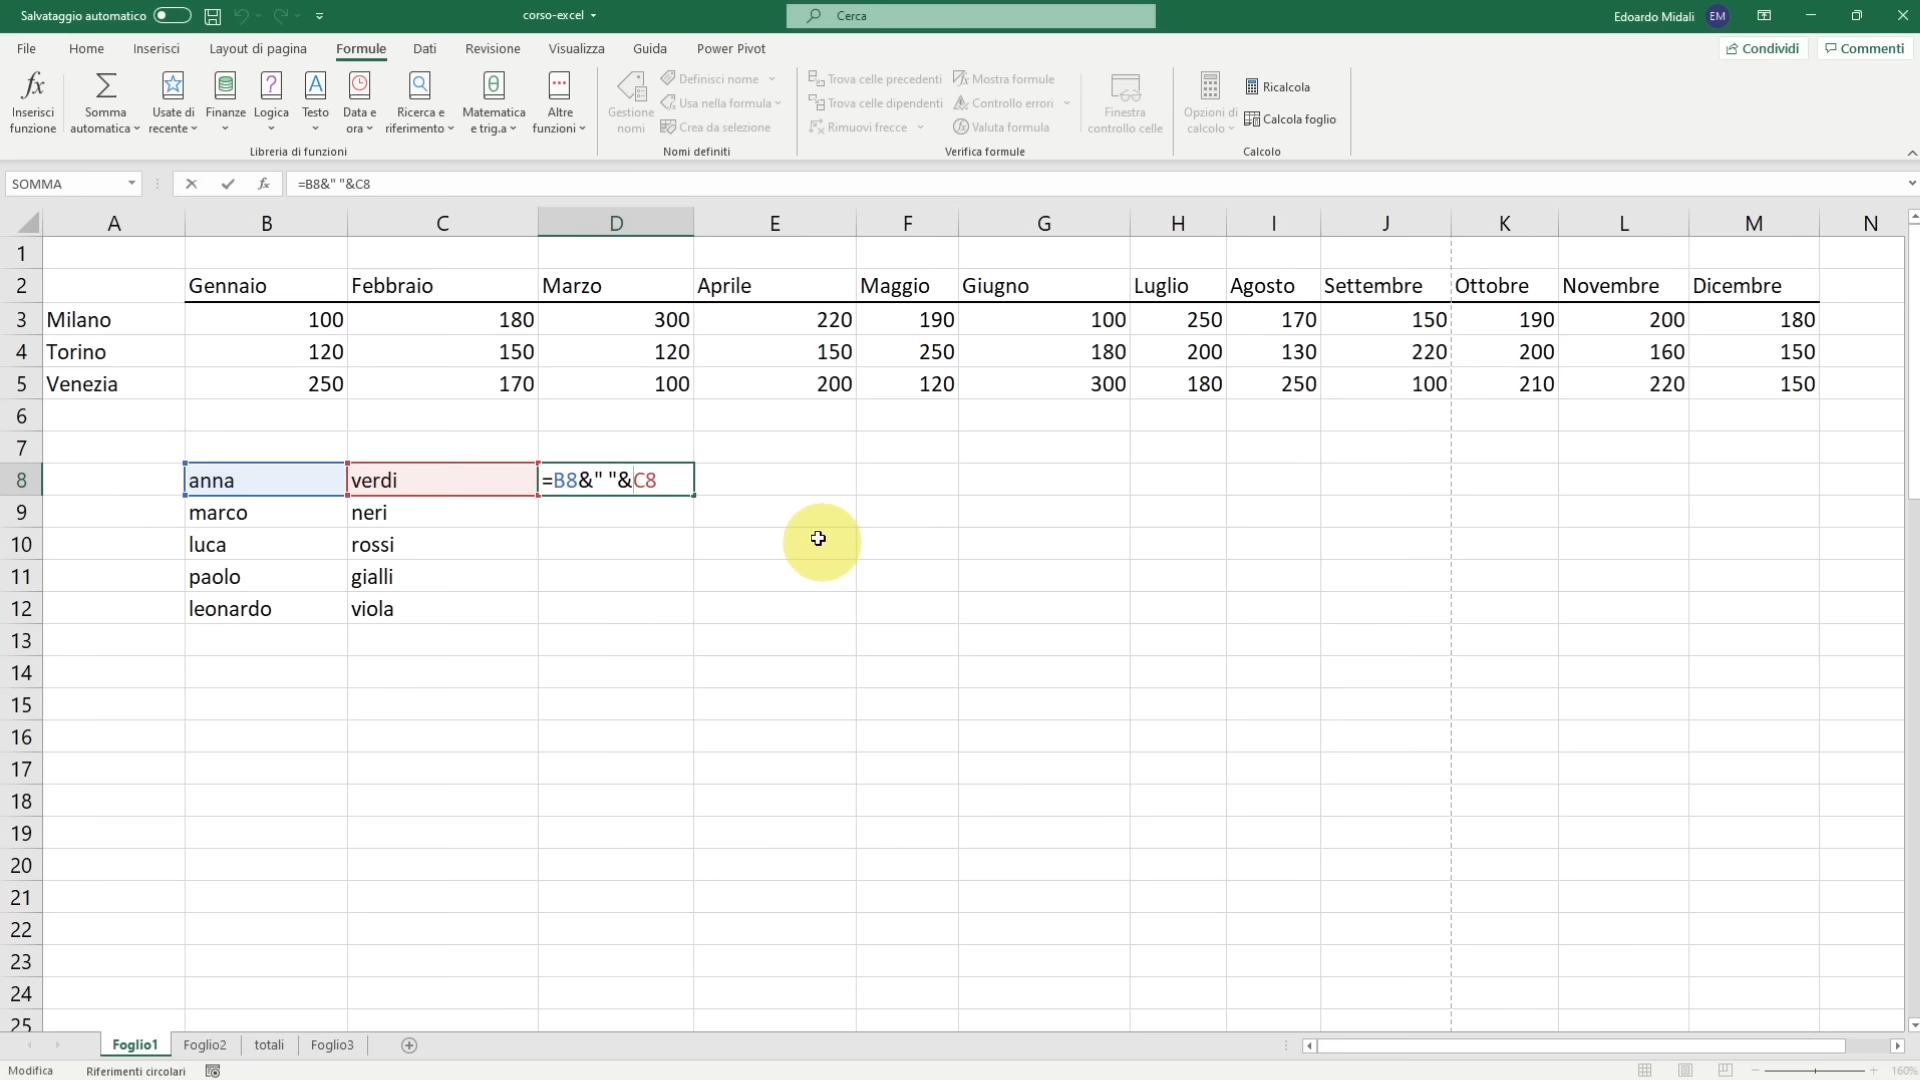 Salvataggio automatico
corso-excel
Cerca
Edoardo Midali EM
File Home Inserisci Layout di pagina Formule Dati Revisione Visualizza Guida Power Pivot
Condividi Commenti
fx Inserisci funzione
Somma automatica
Usate di recente
Finanze
Logica
A Testo
Data e ora
Ricerca e riferimento
Matematica e trig.a
Altre funzioni
Libreria di funzioni
Gestione nomi
Definisci nome
Usa nella formula
Crea da selezione
Nomi definiti
Trova celle precedenti
Trova celle dipendenti
Rimuovi frecce
Mostra formule
Controllo errori
Valuta formula
Verifica formule
Finestra controllo celle
Opzioni di calcolo
Ricalcola
Calcola foglio
Calcolo
SOMMA fx =B8&" "&C8
A B C D E F G H I J K L M N
1
2 Gennaio Febbraio Marzo Aprile Maggio Giugno Luglio Agosto Settembre Ottobre Novembre Dicembre
3 Milano 100 180 300 220 190 100 250 170 150 190 200 180
4 Torino 120 150 120 150 250 180 200 130 220 200 160 150
5 Venezia 250 170 100 200 120 300 180 250 100 210 220 150
6
7
8 anna verdi =B8&" "&C8
9 marco neri
10 luca rossi
11 paolo gialli
12 leonardo viola
13
14
15
16
17
18
19
20
21
22
23
24
25
Foglio1 Foglio2 totali Foglio3
Modifica Riferimenti circolari 160%